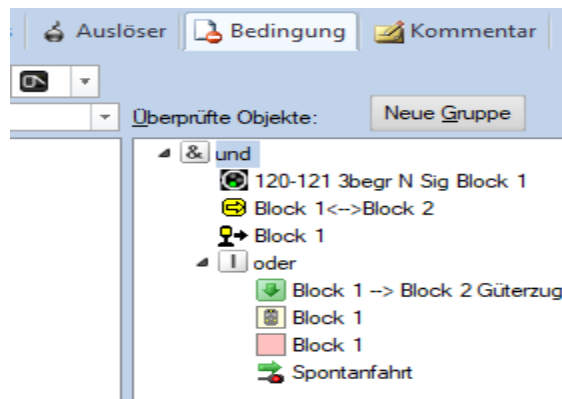 s Auslöser Bedingung Kommentar
Überprüfte Objekte: Neue Gruppe
& und
120-121 3begr N Sig Block 1
Block 1<-->Block 2
Block 1
I oder
Block 1 --> Block 2 Güterzug
Block 1
Block 1
Spontanfahrt